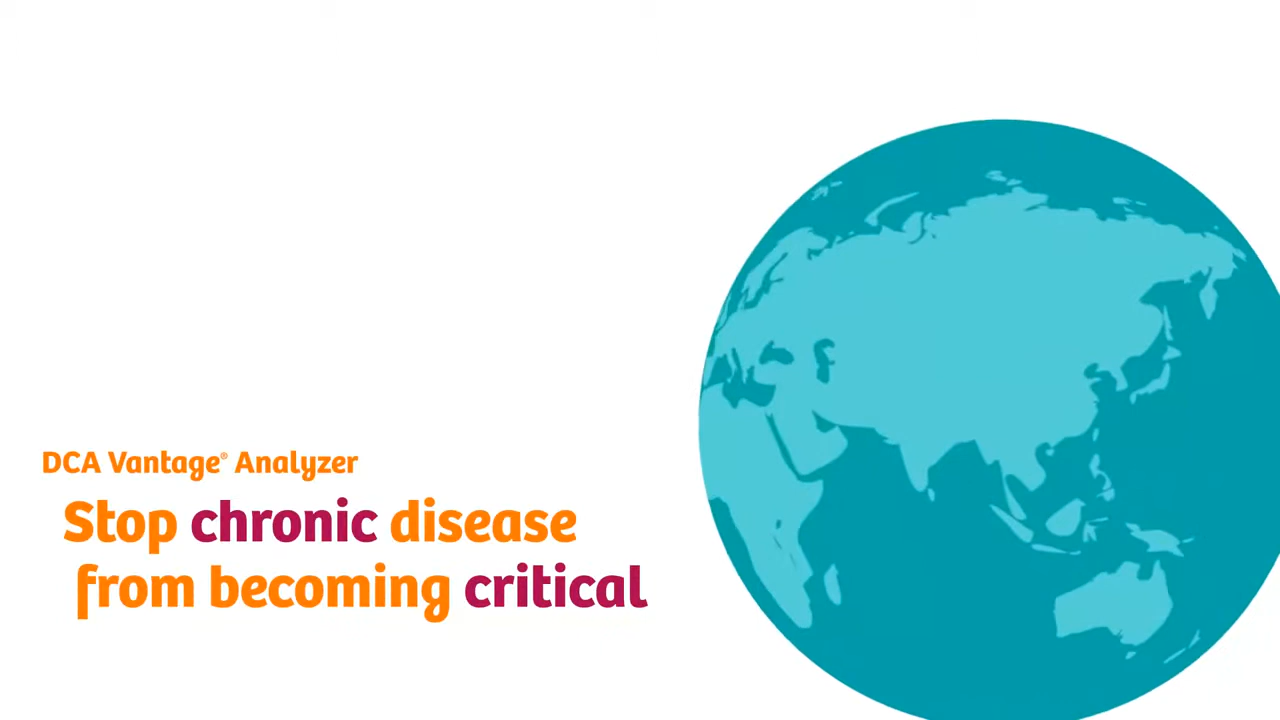 DCA Vantage® Analyzer
Stop chronic disease
from becoming critical